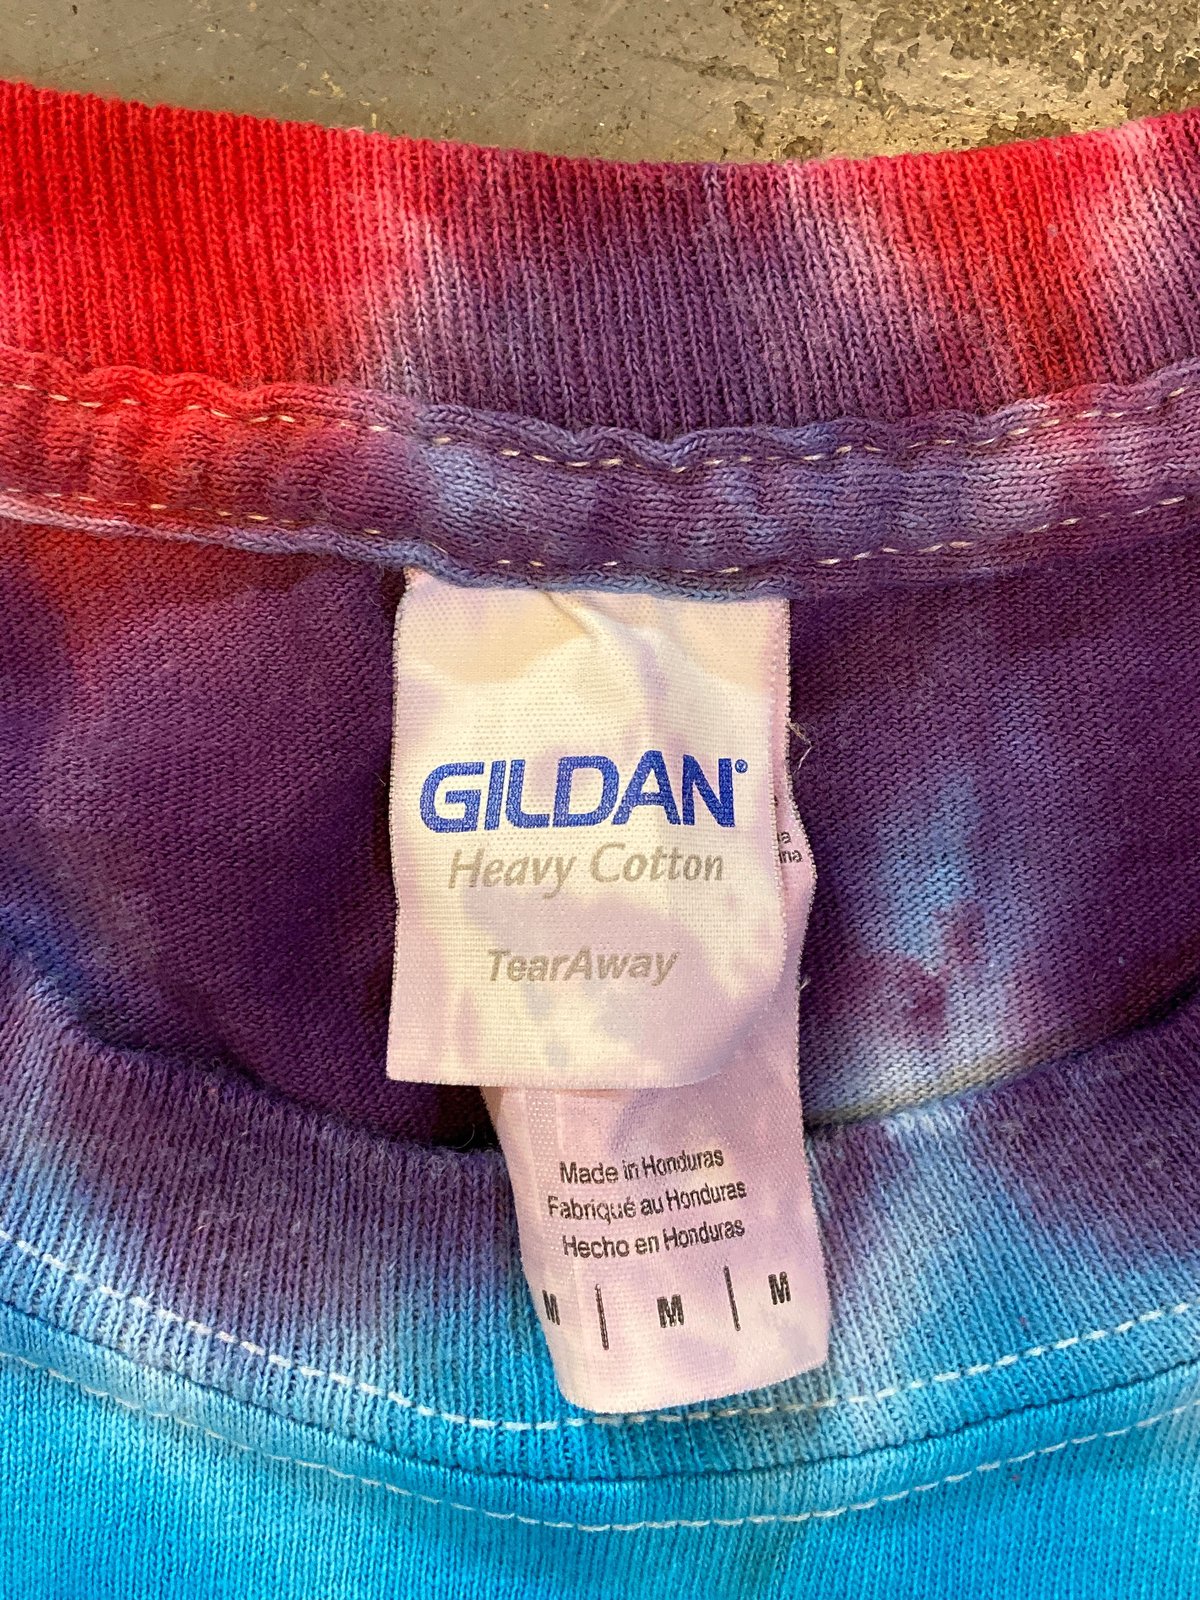 GILDAN®
Heavy Cotton
TearAway
Made in Honduras
Fabriqué au Honduras
Hecho en Honduras
M | M | M